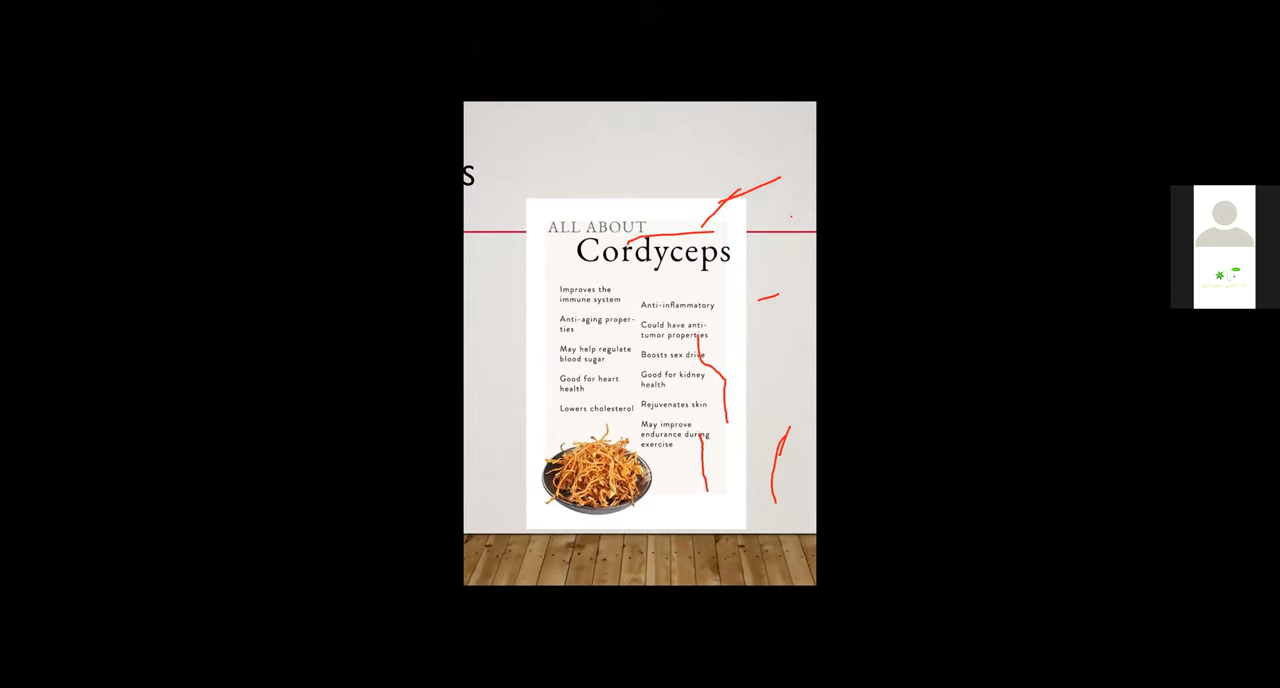 s
ALL ABOUT
Cordyceps
Improves the
immune system
Anti-aging proper-
ties
May help regulate
blood sugar
Good for heart
health
Lowers cholesterol
Anti-inflammatory
Could have anti-
tumor properties
Boosts sex drive
Good for kidney
health
Rejuvenates skin
May improve
endurance during
exercise